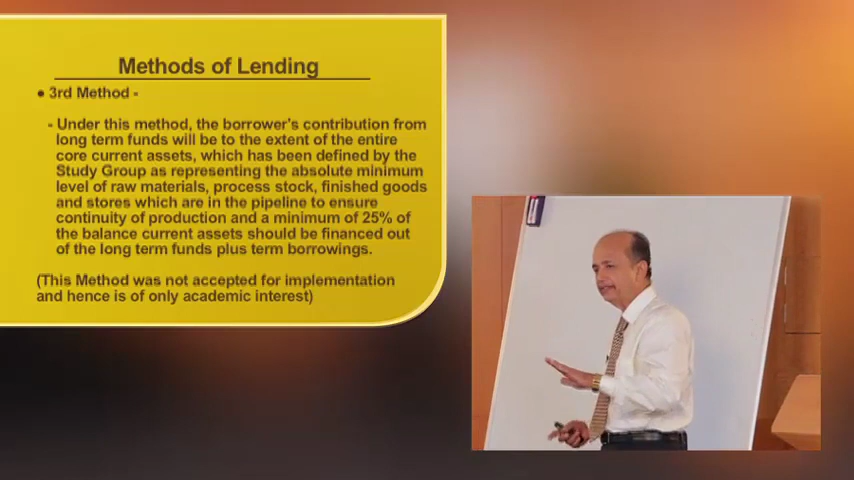 Methods of Lending
● 3rd Method -
- Under this method, the borrower's contribution from
long term funds will be to the extent of the entire
core current assets, which has been defined by the
Study Group as representing the absolute minimum
level of raw materials, process stock, finished goods
and stores which are in the pipeline to ensure
continuity of production and a minimum of 25% of
the balance current assets should be financed out
of the long term funds plus term borrowings.
(This Method was not accepted for implementation
and hence is of only academic interest)